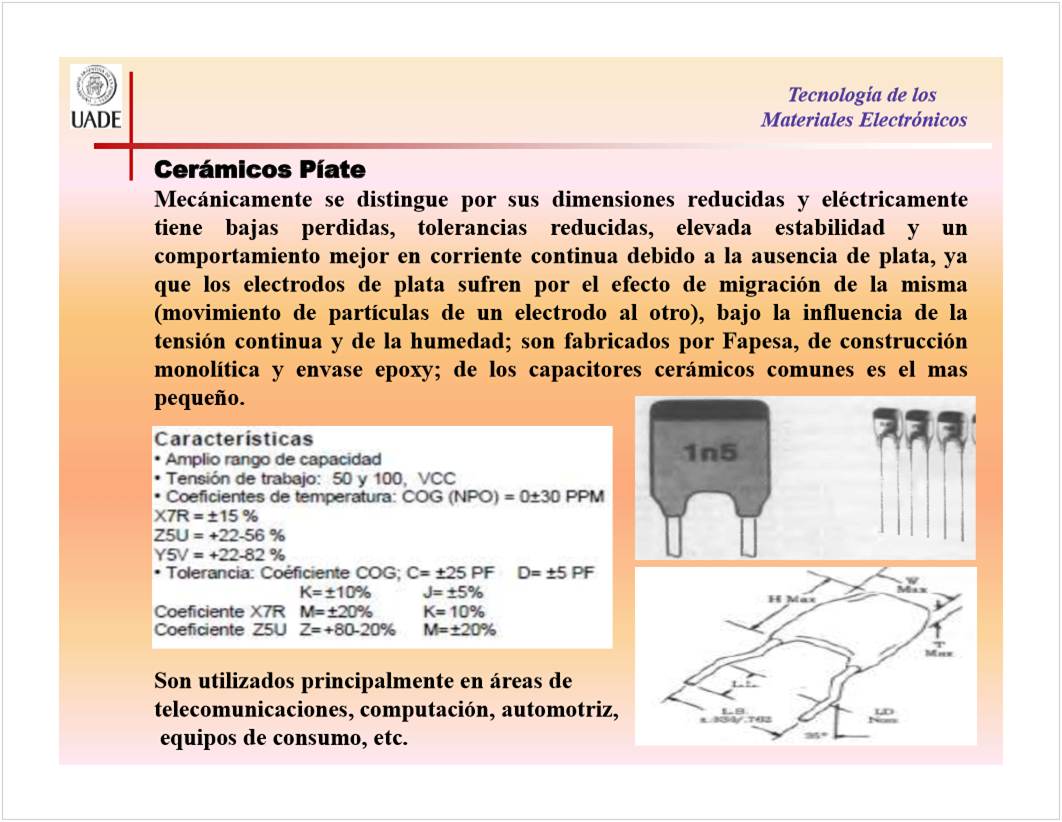 UADE
Tecnología de los
Materiales Electrónicos
Cerámicos Píate
Mecánicamente se distingue por sus dimensiones reducidas y eléctricamente
tiene bajas perdidas, tolerancias reducidas, elevada estabilidad y un
comportamiento mejor en corriente continua debido a la ausencia de plata, ya
que los electrodos de plata sufren por el efecto de migración de la misma
(movimiento de partículas de un electrodo al otro), bajo la influencia de la
tensión continua y de la humedad; son fabricados por Fapesa, de construcción
monolítica y envase epoxy; de los capacitores cerámicos comunes es el mas
pequeño.
Características
• Amplio rango de capacidad
• Tensión de trabajo: 50 y 100, VCC
• Coeficientes de temperatura: COG (NPO) = 0±30 PPM
X7R = ±15 %
Z5U = +22-56 %
Y5V = +22-82 %
• Tolerancia: Coéficiente COG; C= ±25 PF D= ±5 PF
K= ±10% J= ±5%
Coeficiente X7R M= ±20% K= 10%
Coeficiente Z5U Z= +80-20% M= ±20%
1n5
H Max
W
Max
T
Max
L.L.
L.S.
LD
Nom
Son utilizados principalmente en áreas de
telecomunicaciones, computación, automotriz,
equipos de consumo, etc.